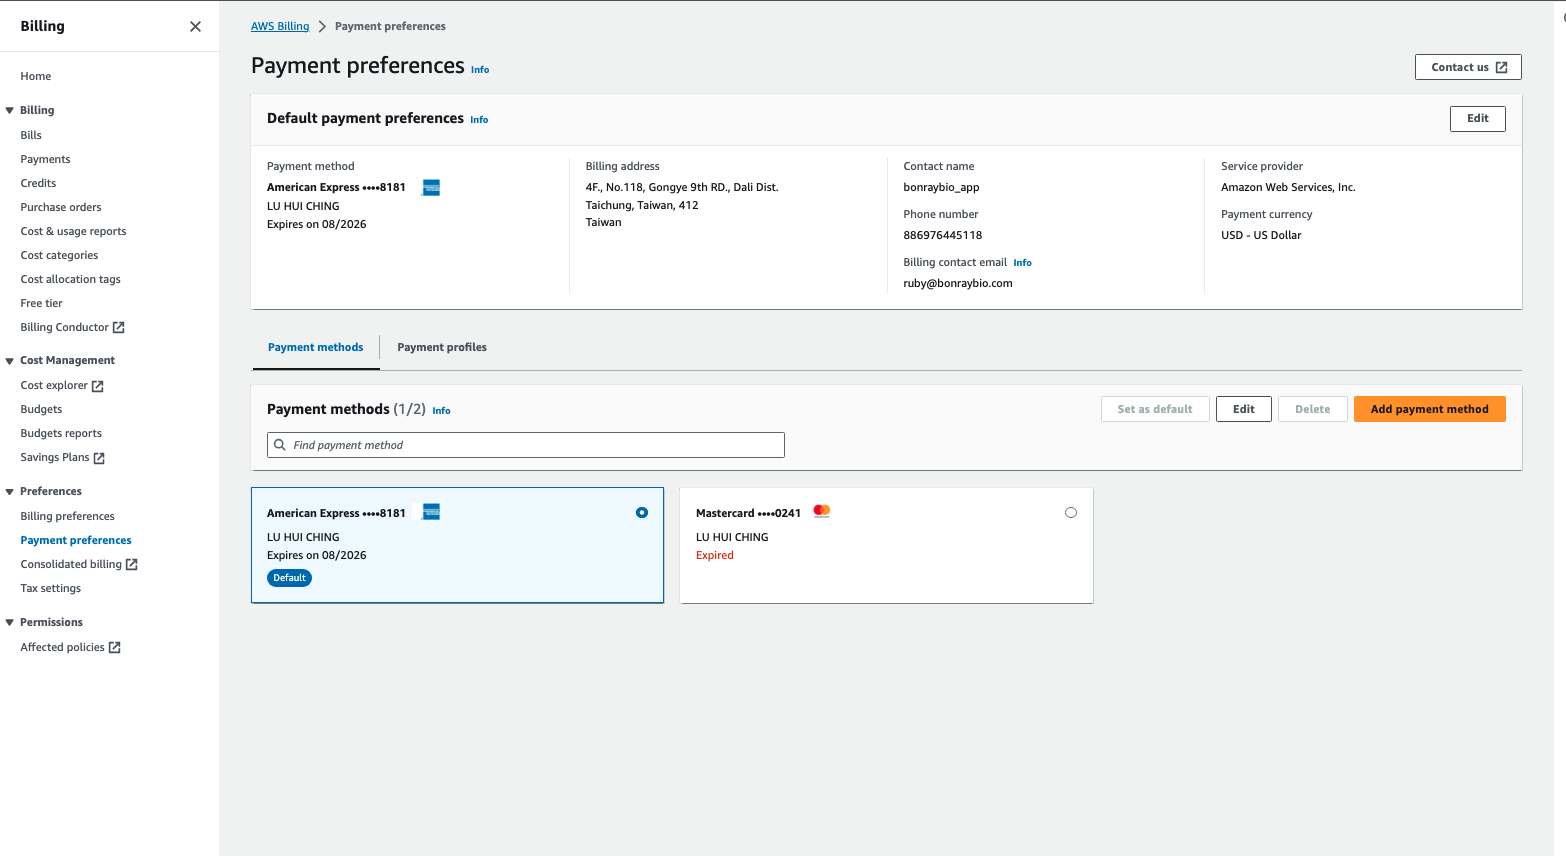 Billing
Home
Billing
Bills
Payments
Credits
Purchase orders
Cost & usage reports
Cost categories
Cost allocation tags
Free tier
Billing Conductor
Cost Management
Cost explorer
Budgets
Budgets reports
Savings Plans
Preferences
Billing preferences
Payment preferences
Consolidated billing
Tax settings
Permissions
Affected policies
AWS Billing
Payment preferences
Payment preferences Info
Contact us
Default payment preferences Info
Edit
Payment method
American Express ••••8181
LU HUI CHING
Expires on 08/2026
Billing address
4F., No.118, Gongye 9th RD., Dali Dist.
Taichung, Taiwan, 412
Taiwan
Contact name
bonraybio_app
Phone number
886976445118
Billing contact email Info
ruby@bonraybio.com
Service provider
Amazon Web Services, Inc.
Payment currency
USD - US Dollar
Payment methods
Payment profiles
Payment methods (1/2) Info
Set as default
Edit
Delete
Add payment method
Find payment method
American Express ••••8181
LU HUI CHING
Expires on 08/2026
Default
Mastercard ••••0241
LU HUI CHING
Expired